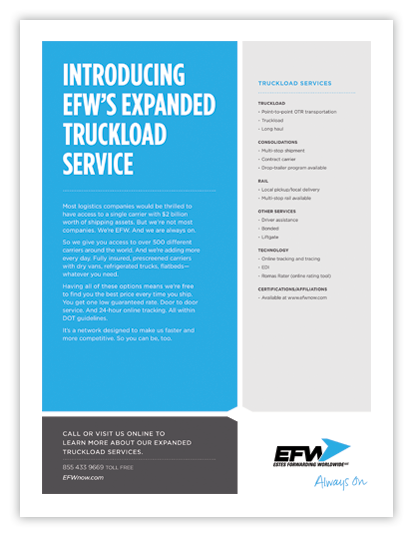 INTRODUCING
EFW'S EXPANDED
TRUCKLOAD
SERVICE
Most logistics companies would be thrilled to
have access to a single carrier with $2 billion
worth of shipping assets. But we're not most
companies. We're EFW. And we are always on.
So we give you access to over 500 different
carriers around the world. And we're adding more
every day. Fully insured, prescreened carriers
with dry vans, refrigerated trucks, flatbeds—
whatever you need.
Having all of these options means we're free
to find you the best price every time you ship.
You get one low guaranteed rate. Door to door
service. And 24-hour online tracking. All within
DOT guidelines.
It's a network designed to make us faster and
more competitive. So you can be, too.
TRUCKLOAD SERVICES
TRUCKLOAD
- Point-to-point OTR transportation
- Truckload
- Long haul
CONSOLIDATIONS
- Multi-stop shipment
- Contract carrier
- Drop-trailer program available
RAIL
- Local pickup/local delivery
- Multi-stop rail available
OTHER SERVICES
- Driver assistance
- Bonded
- Liftgate
TECHNOLOGY
- Online tracking and tracing
- EDI
- Rateac Rater (online rating tool)
CERTIFICATIONS/AFFILIATIONS
- Available at www.efwnow.com
CALL OR VISIT US ONLINE TO
LEARN MORE ABOUT OUR EXPANDED
TRUCKLOAD SERVICES.
855 433 9669 TOLL FREE
EFWnow.com
EFW
ESTES FORWARDING WORLDWIDE
Always On